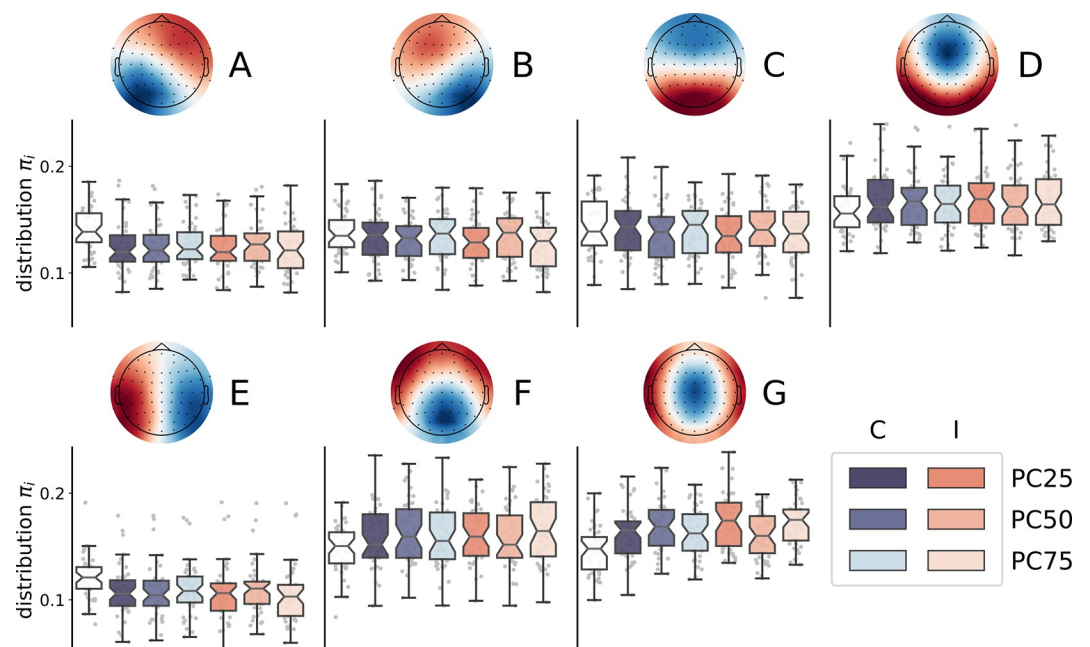 A
B
C
D
distribution πi
0.2
0.1
E
F
G
distribution πi
0.2
0.1
C I
PC25
PC50
PC75